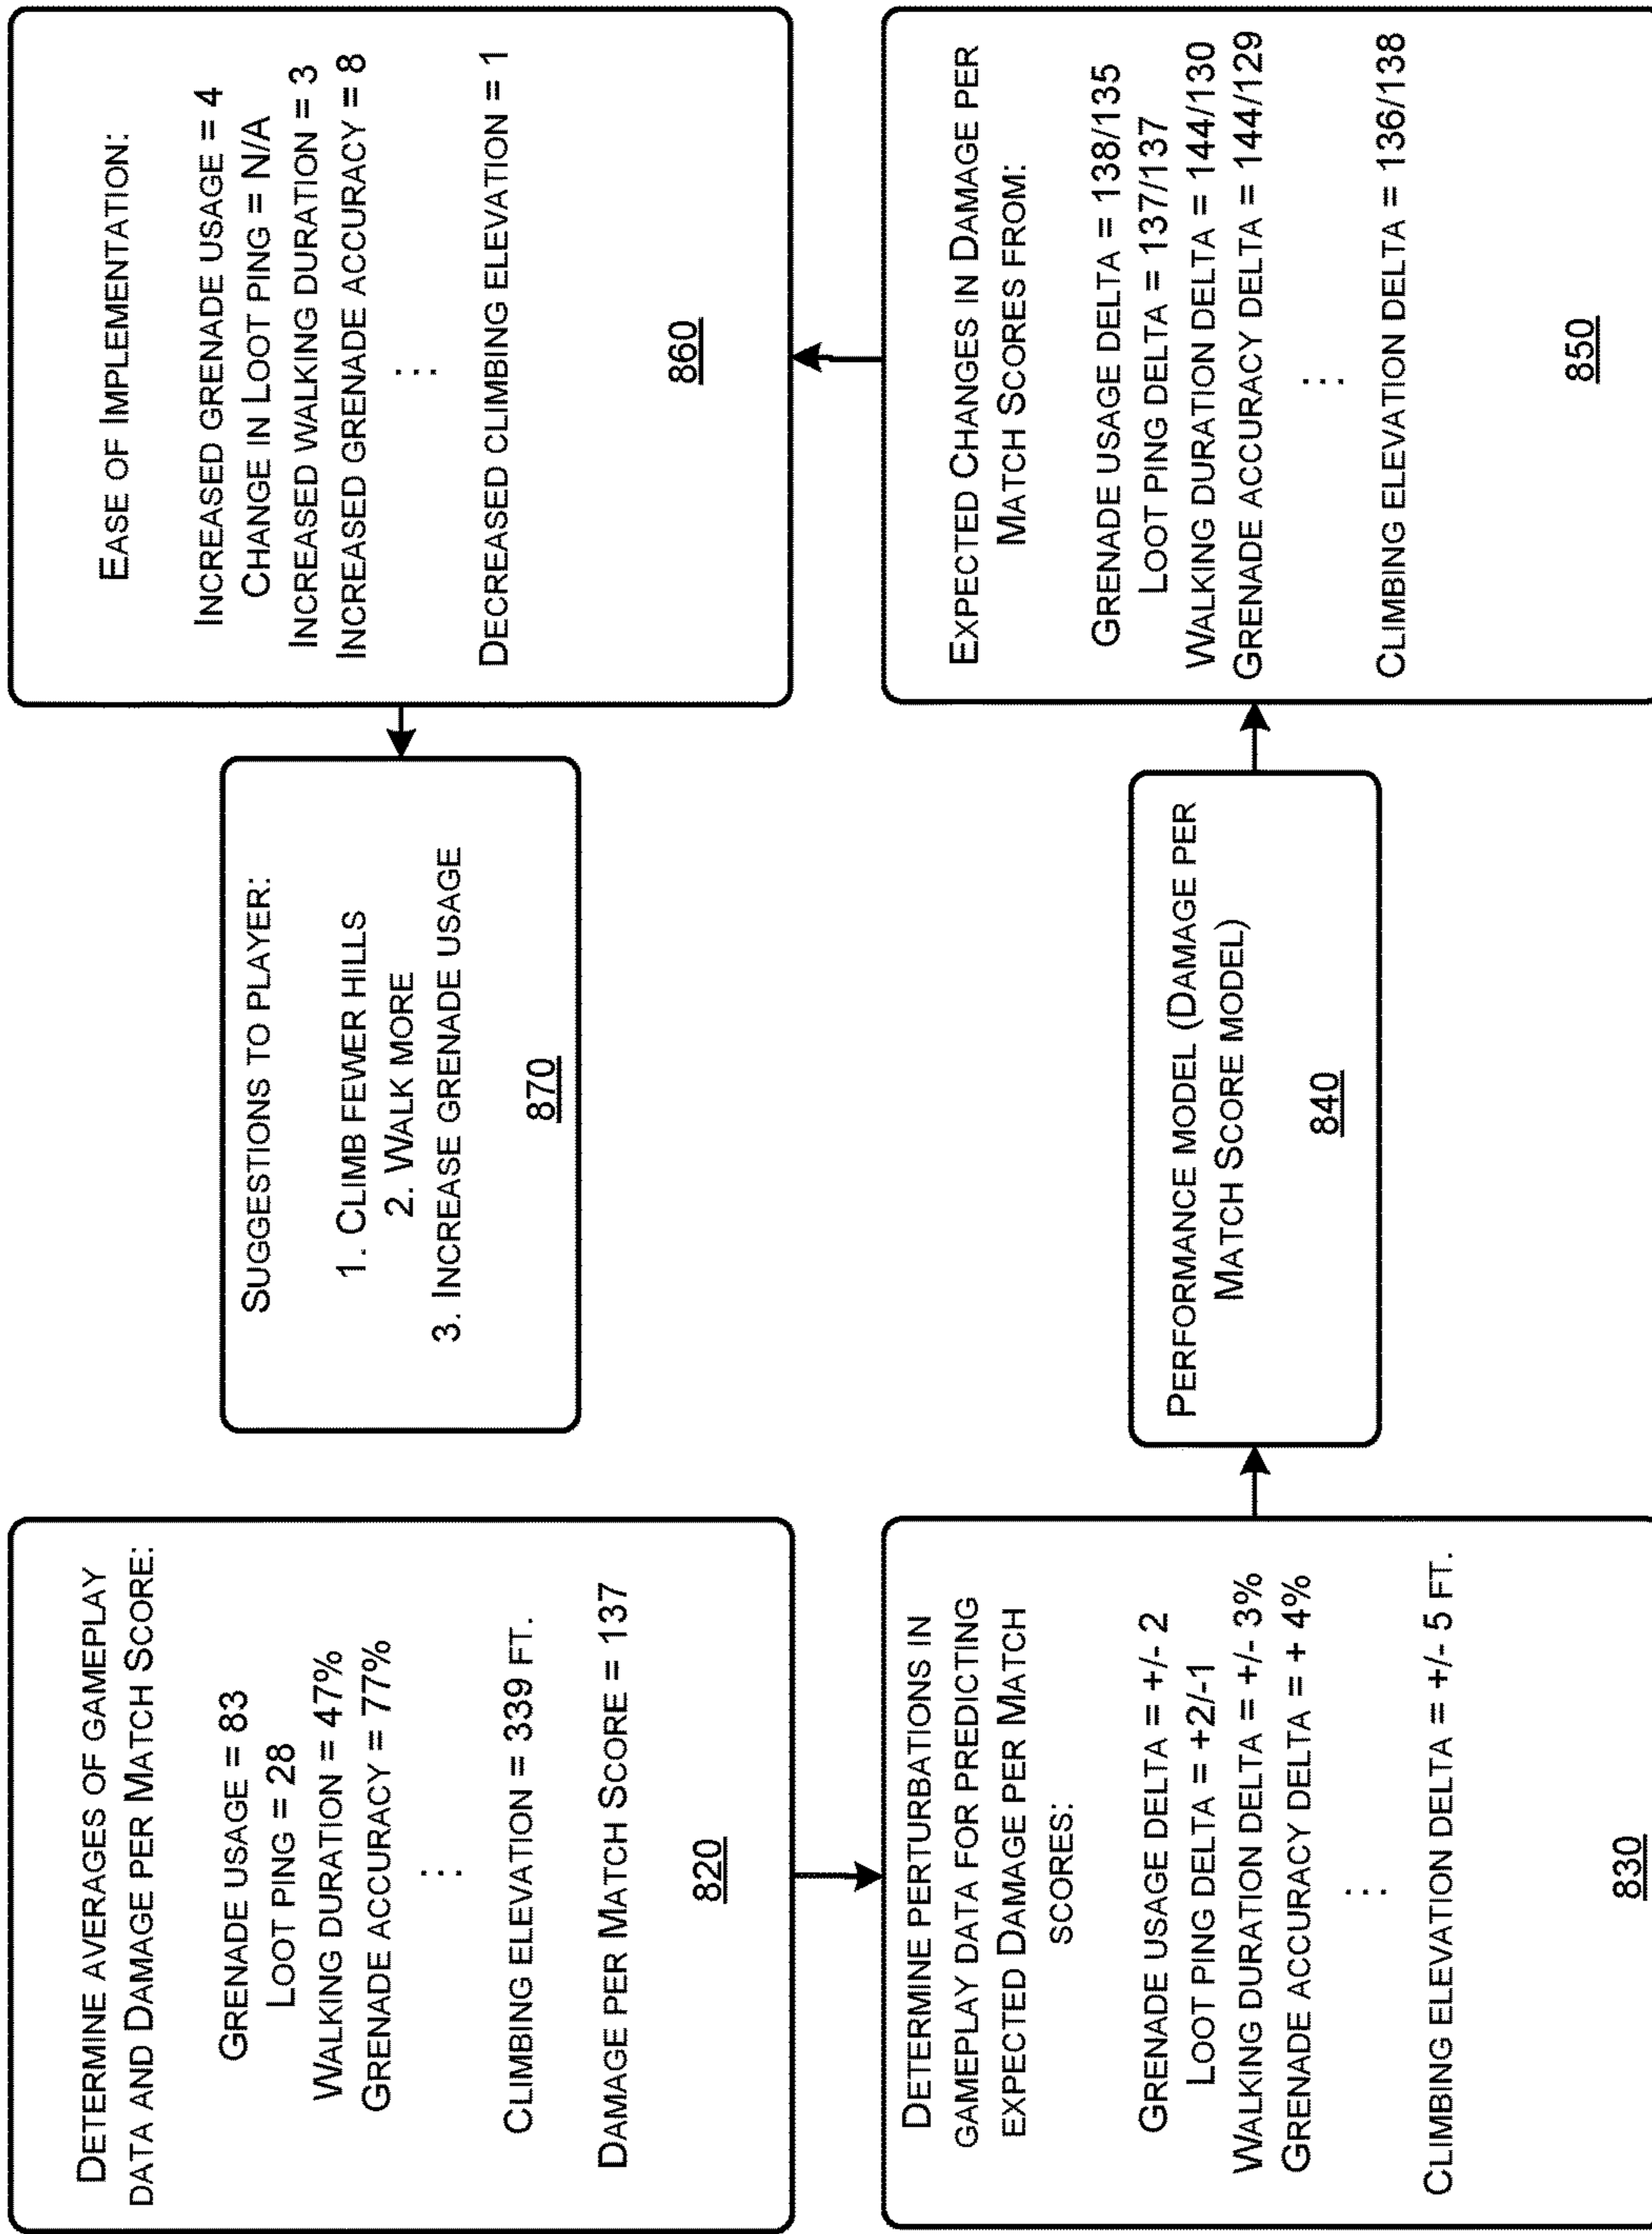 DETERMINE AVERAGES OF GAMEPLAY
DATA AND DAMAGE PER MATCH SCORE:
GRENADE USAGE = 83
LOOT PING = 28
WALKING DURATION = 47%
GRENADE ACCURACY = 77%
⋮
CLIMBING ELEVATION = 339 FT.
DAMAGE PER MATCH SCORE = 137
820
DETERMINE PERTURBATIONS IN
GAMEPLAY DATA FOR PREDICTING
EXPECTED DAMAGE PER MATCH
SCORES:
GRENADE USAGE DELTA = +/- 2
LOOT PING DELTA = +2/-1
WALKING DURATION DELTA = +/- 3%
GRENADE ACCURACY DELTA = + 4%
⋮
CLIMBING ELEVATION DELTA = +/- 5 FT.
830
PERFORMANCE MODEL (DAMAGE PER
MATCH SCORE MODEL)
840
EXPECTED CHANGES IN DAMAGE PER
MATCH SCORES FROM:
GRENADE USAGE DELTA = 138/135
LOOT PING DELTA = 137/137
WALKING DURATION DELTA = 144/130
GRENADE ACCURACY DELTA = 144/129
⋮
CLIMBING ELEVATION DELTA = 136/138
850
EASE OF IMPLEMENTATION:
INCREASED GRENADE USAGE = 4
CHANGE IN LOOT PING = N/A
INCREASED WALKING DURATION = 3
INCREASED GRENADE ACCURACY = 8
⋮
DECREASED CLIMBING ELEVATION = 1
860
SUGGESTIONS TO PLAYER:
1. CLIMB FEWER HILLS
2. WALK MORE
3. INCREASE GRENADE USAGE
870